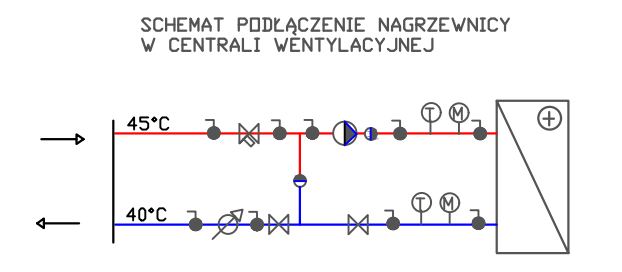 SCHEMAT PODŁĄCZENIE NAGRZEWNICY
W CENTRALI WENTYLACYJNEJ
45°C
T M
40°C
T M